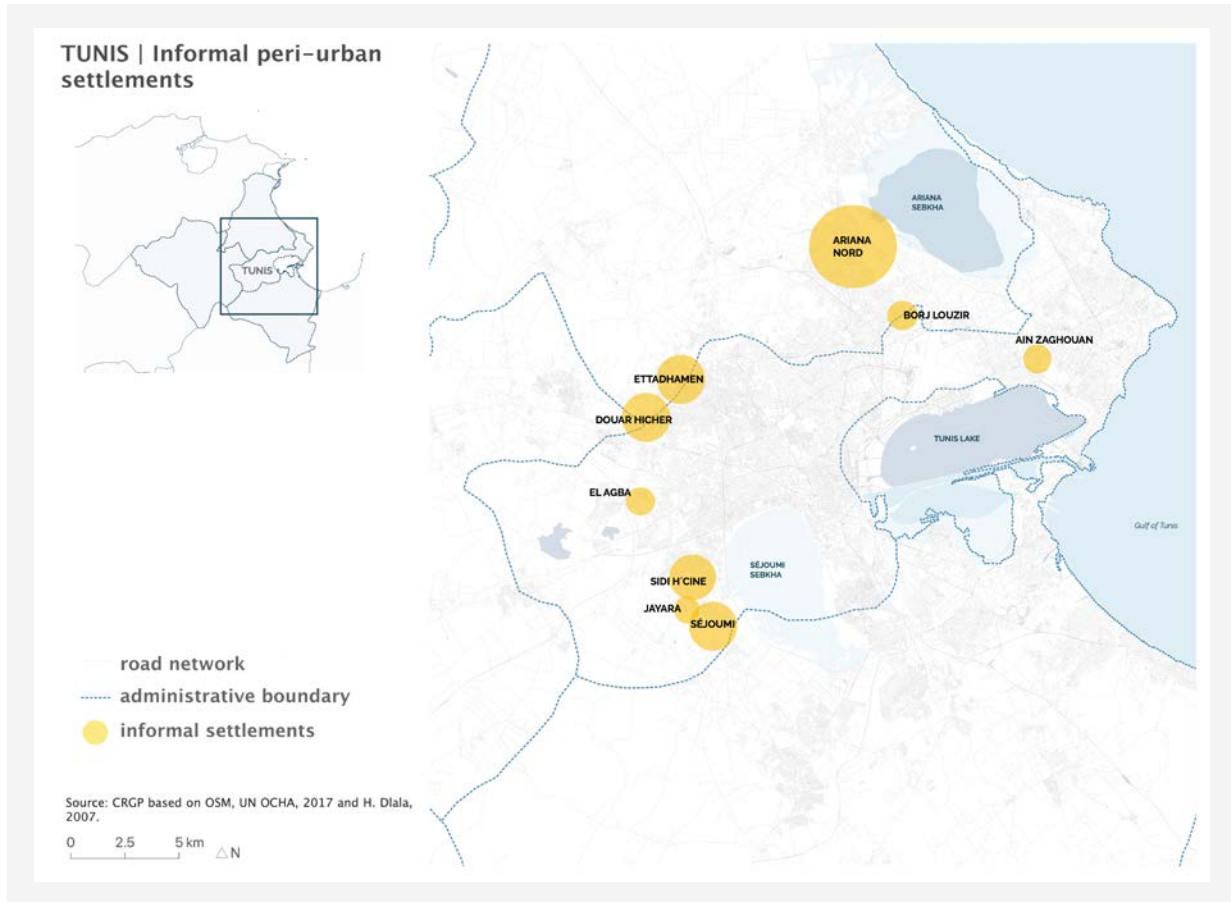 TUNIS | Informal peri-urban
settlements
TUNIS
ARIANA
SEBKHA
ARIANA
NORD
BORJ LOUZIR
AIN ZAGHOUAN
ETTADHAMEN
DOUAR HICHER
TUNIS LAKE
EL AGBA
Gulf of Tunis
SÉJOUMI
SEBKHA
SIDI H'CINE
JAYARA
SÉJOUMI
road network
administrative boundary
informal settlements
Source: CRGP based on OSM, UN OCHA, 2017 and H. Dlala,
2007.
0 2.5 5 km
N